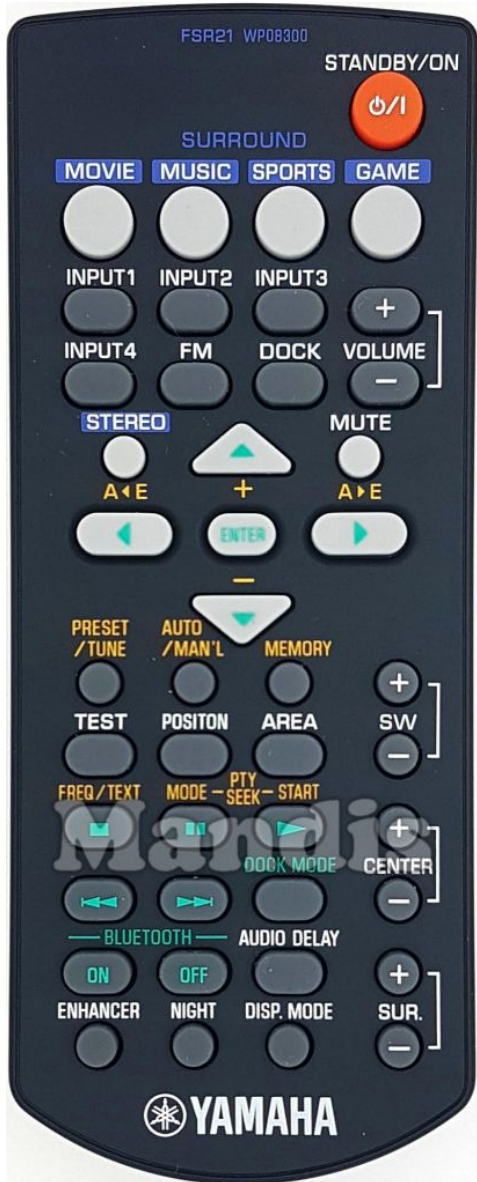 FSR21 WP08300
STANDBY/ON
⏻/I
SURROUND
MOVIE MUSIC SPORTS GAME
INPUT1 INPUT2 INPUT3
+
INPUT4 FM DOCK VOLUME
−
STEREO MUTE
A◄E + A►E
ENTER
−
PRESET AUTO
/TUNE /MAN'L MEMORY
+
TEST POSITON AREA SW
−
FREQ/TEXT MODE – PTY SEEK – START
Mandis
+
DOCK MODE CENTER
−
BLUETOOTH AUDIO DELAY
ON OFF +
ENHANCER NIGHT DISP. MODE SUR.
−
YAMAHA